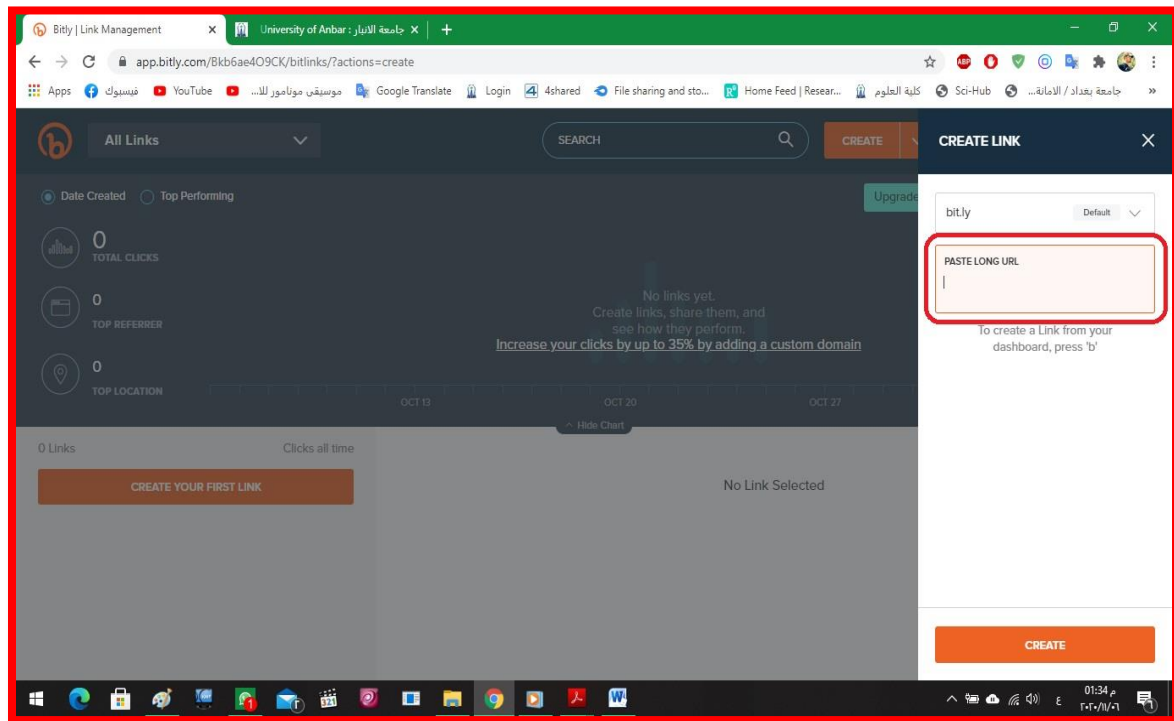 Bitly | Link Management
University of Anbar : جامعة الانبار
app.bitly.com/Bkb6ae4O9CK/bitlinks/?actions=create
Apps
فيسبوك
YouTube
موسيقى مونامور للا...
Google Translate
Login
4shared
File sharing and sto...
Home Feed | Resear...
كلية العلوم
Sci-Hub
جامعة بغداد / الامانة...
All Links
SEARCH
CREATE
CREATE LINK
Date Created
Top Performing
Upgrade
bit.ly
Default
0
TOTAL CLICKS
PASTE LONG URL
0
TOP REFERRER
No links yet.
Create links, share them, and
see how they perform.
Increase your clicks by up to 35% by adding a custom domain
To create a Link from your
dashboard, press 'b'
0
TOP LOCATION
OCT 13
OCT 20
OCT 27
Hide Chart
0 Links
Clicks all time
CREATE YOUR FIRST LINK
No Link Selected
CREATE
ع
01:34 م
٢٠٢٠/١١/٠٦